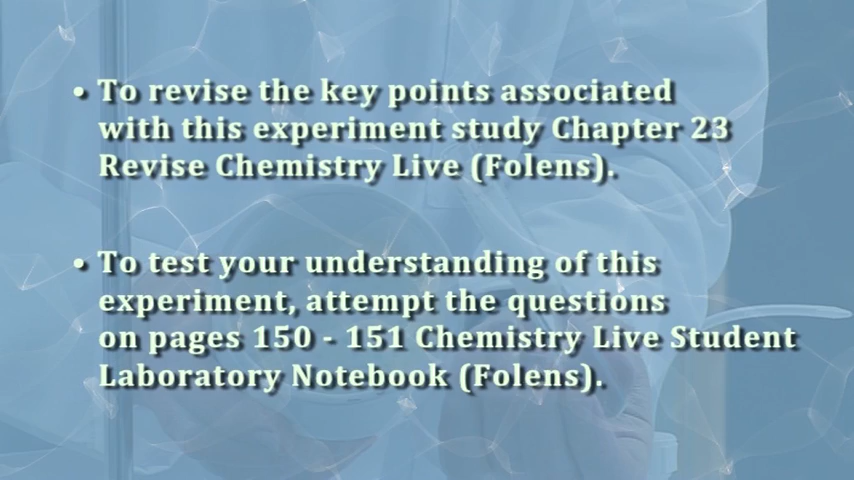 • To revise the key points associated
with this experiment study Chapter 23
Revise Chemistry Live (Folens).
• To test your understanding of this
experiment, attempt the questions
on pages 150 - 151 Chemistry Live Student
Laboratory Notebook (Folens).